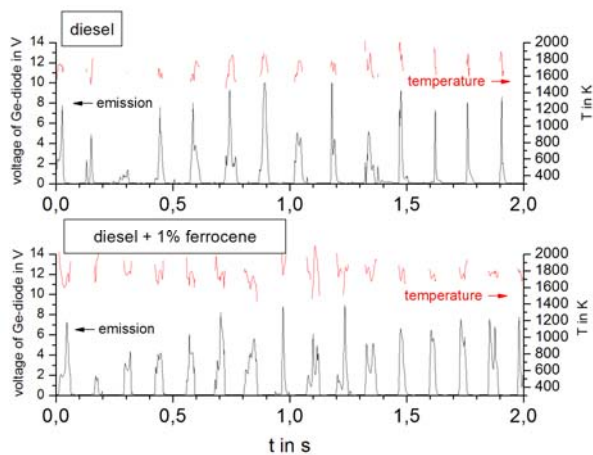 diesel
voltage of Ge-diode in V
14
12
10
8
6
4
2
0
emission
temperature
2000
1800
1600
1400
1200
1000
800
600
400
T in K
0,0 0,5 1,0 1,5 2,0
diesel + 1% ferrocene
voltage of Ge-diode in V
14
12
10
8
6
4
2
0
emission
temperature
2000
1800
1600
1400
1200
1000
800
600
400
T in K
0,0 0,5 1,0 1,5 2,0
t in s